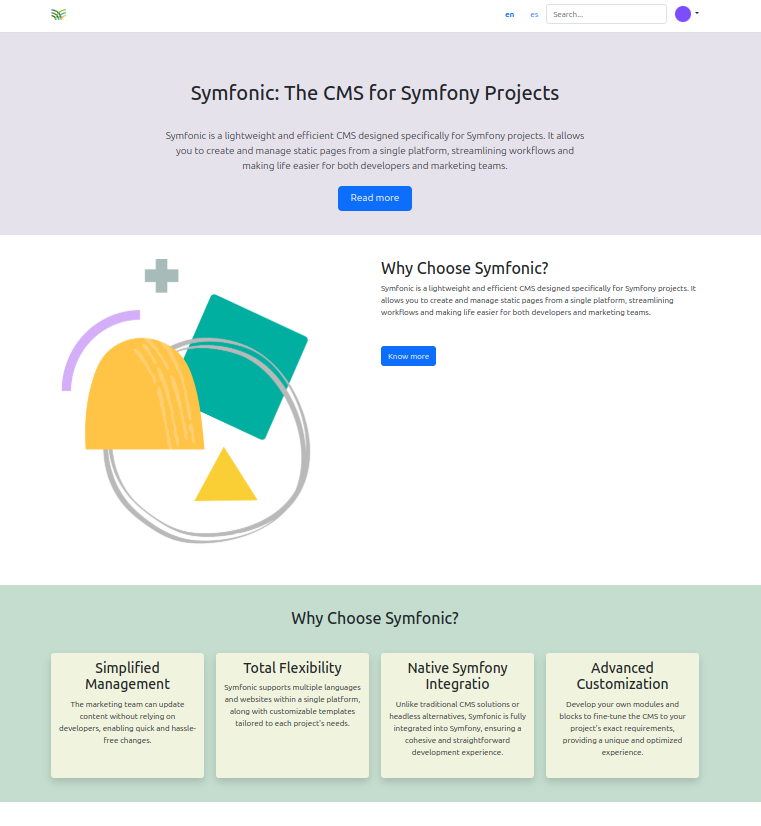 en es Search...
Symfonic: The CMS for Symfony Projects
Symfonic is a lightweight and efficient CMS designed specifically for Symfony projects. It allows
you to create and manage static pages from a single platform, streamlining workflows and
making life easier for both developers and marketing teams.
Read more
Why Choose Symfonic?
Symfonic is a lightweight and efficient CMS designed specifically for Symfony projects. It
allows you to create and manage static pages from a single platform, streamlining
workflows and making life easier for both developers and marketing teams.
Know more
Why Choose Symfonic?
Simplified
Management
The marketing team can update
content without relying on
developers, enabling quick and hassle-
free changes.
Total Flexibility
Symfonic supports multiple languages
and websites within a single platform,
along with customizable templates
tailored to each project's needs.
Native Symfony
Integratio
Unlike traditional CMS solutions or
headless alternatives, Symfonic is fully
integrated into Symfony, ensuring a
cohesive and straightforward
development experience.
Advanced
Customization
Develop your own modules and
blocks to fine-tune the CMS to your
project's exact requirements,
providing a unique and optimized
experience.